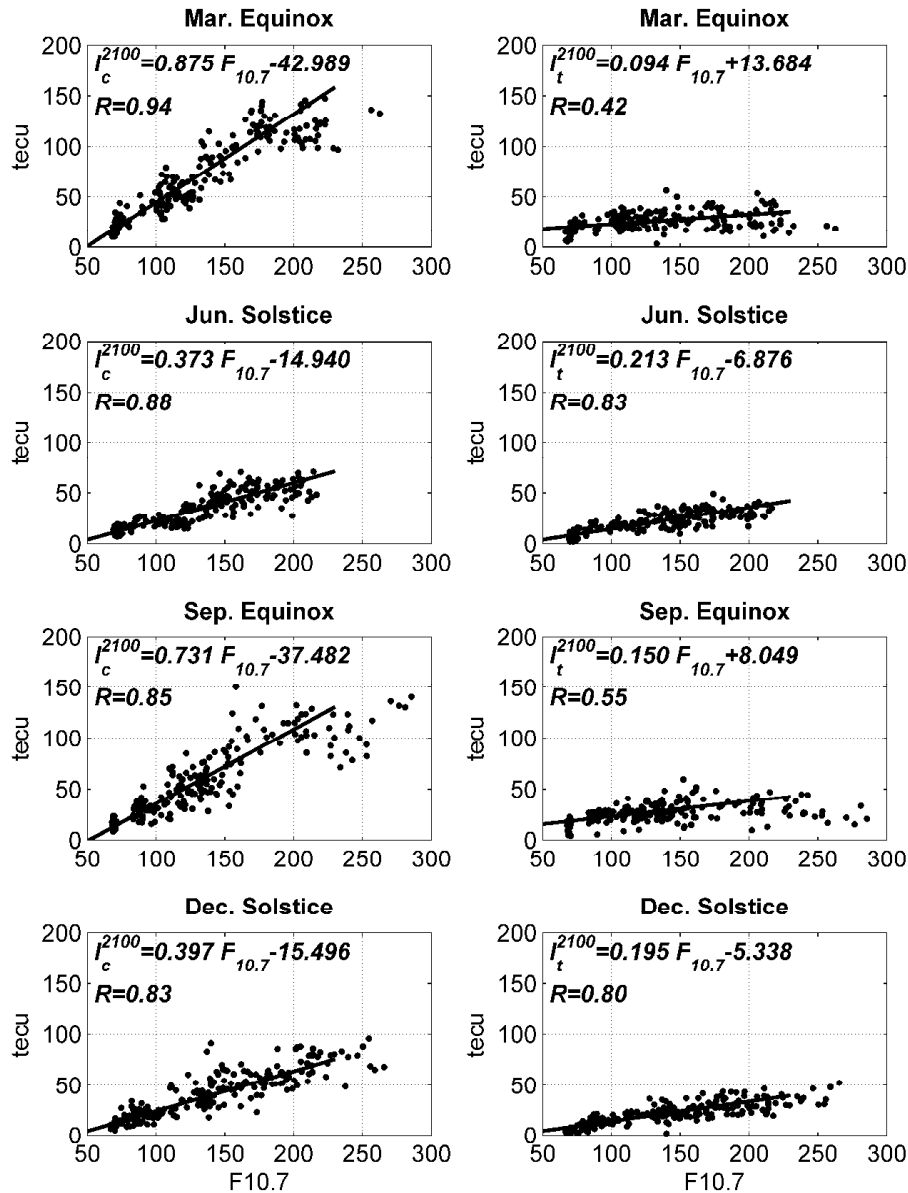 Mar. Equinox
200
150
100
50
0
tecu
I_c^2100=0.875 F_10.7-42.989
R=0.94
50 100 150 200 250 300
Mar. Equinox
200
150
100
50
0
tecu
I_t^2100=0.094 F_10.7+13.684
R=0.42
50 100 150 200 250 300
Jun. Solstice
200
150
100
50
0
tecu
I_c^2100=0.373 F_10.7-14.940
R=0.88
50 100 150 200 250 300
Jun. Solstice
200
150
100
50
0
tecu
I_t^2100=0.213 F_10.7-6.876
R=0.83
50 100 150 200 250 300
Sep. Equinox
200
150
100
50
0
tecu
I_c^2100=0.731 F_10.7-37.482
R=0.85
50 100 150 200 250 300
Sep. Equinox
200
150
100
50
0
tecu
I_t^2100=0.150 F_10.7+8.049
R=0.55
50 100 150 200 250 300
Dec. Solstice
200
150
100
50
0
tecu
I_c^2100=0.397 F_10.7-15.496
R=0.83
50 100 150 200 250 300
F10.7
Dec. Solstice
200
150
100
50
0
tecu
I_t^2100=0.195 F_10.7-5.338
R=0.80
50 100 150 200 250 300
F10.7